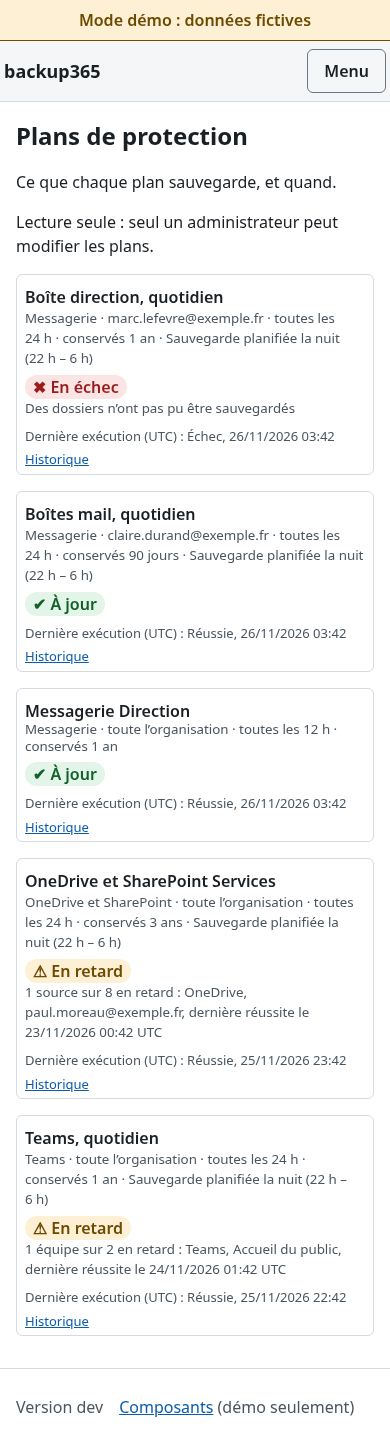 Mode démo : données fictives
backup365
Menu
Plans de protection
Ce que chaque plan sauvegarde, et quand.
Lecture seule : seul un administrateur peut
modifier les plans.
Boîte direction, quotidien
Messagerie · marc.lefevre@exemple.fr · toutes les
24 h · conservés 1 an · Sauvegarde planifiée la nuit
(22 h – 6 h)
✖ En échec
Des dossiers n’ont pas pu être sauvegardés
Dernière exécution (UTC) : Échec, 26/11/2026 03:42
Historique
Boîtes mail, quotidien
Messagerie · claire.durand@exemple.fr · toutes les
24 h · conservés 90 jours · Sauvegarde planifiée la nuit
(22 h – 6 h)
✔ À jour
Dernière exécution (UTC) : Réussie, 26/11/2026 03:42
Historique
Messagerie Direction
Messagerie · toute l’organisation · toutes les 12 h ·
conservés 1 an
✔ À jour
Dernière exécution (UTC) : Réussie, 26/11/2026 03:42
Historique
OneDrive et SharePoint Services
OneDrive et SharePoint · toute l’organisation · toutes
les 24 h · conservés 3 ans · Sauvegarde planifiée la
nuit (22 h – 6 h)
⚠ En retard
1 source sur 8 en retard : OneDrive,
paul.moreau@exemple.fr, dernière réussite le
23/11/2026 00:42 UTC
Dernière exécution (UTC) : Réussie, 25/11/2026 23:42
Historique
Teams, quotidien
Teams · toute l’organisation · toutes les 24 h ·
conservés 1 an · Sauvegarde planifiée la nuit (22 h –
6 h)
⚠ En retard
1 équipe sur 2 en retard : Teams, Accueil du public,
dernière réussite le 24/11/2026 01:42 UTC
Dernière exécution (UTC) : Réussie, 25/11/2026 22:42
Historique
Version dev Composants (démo seulement)